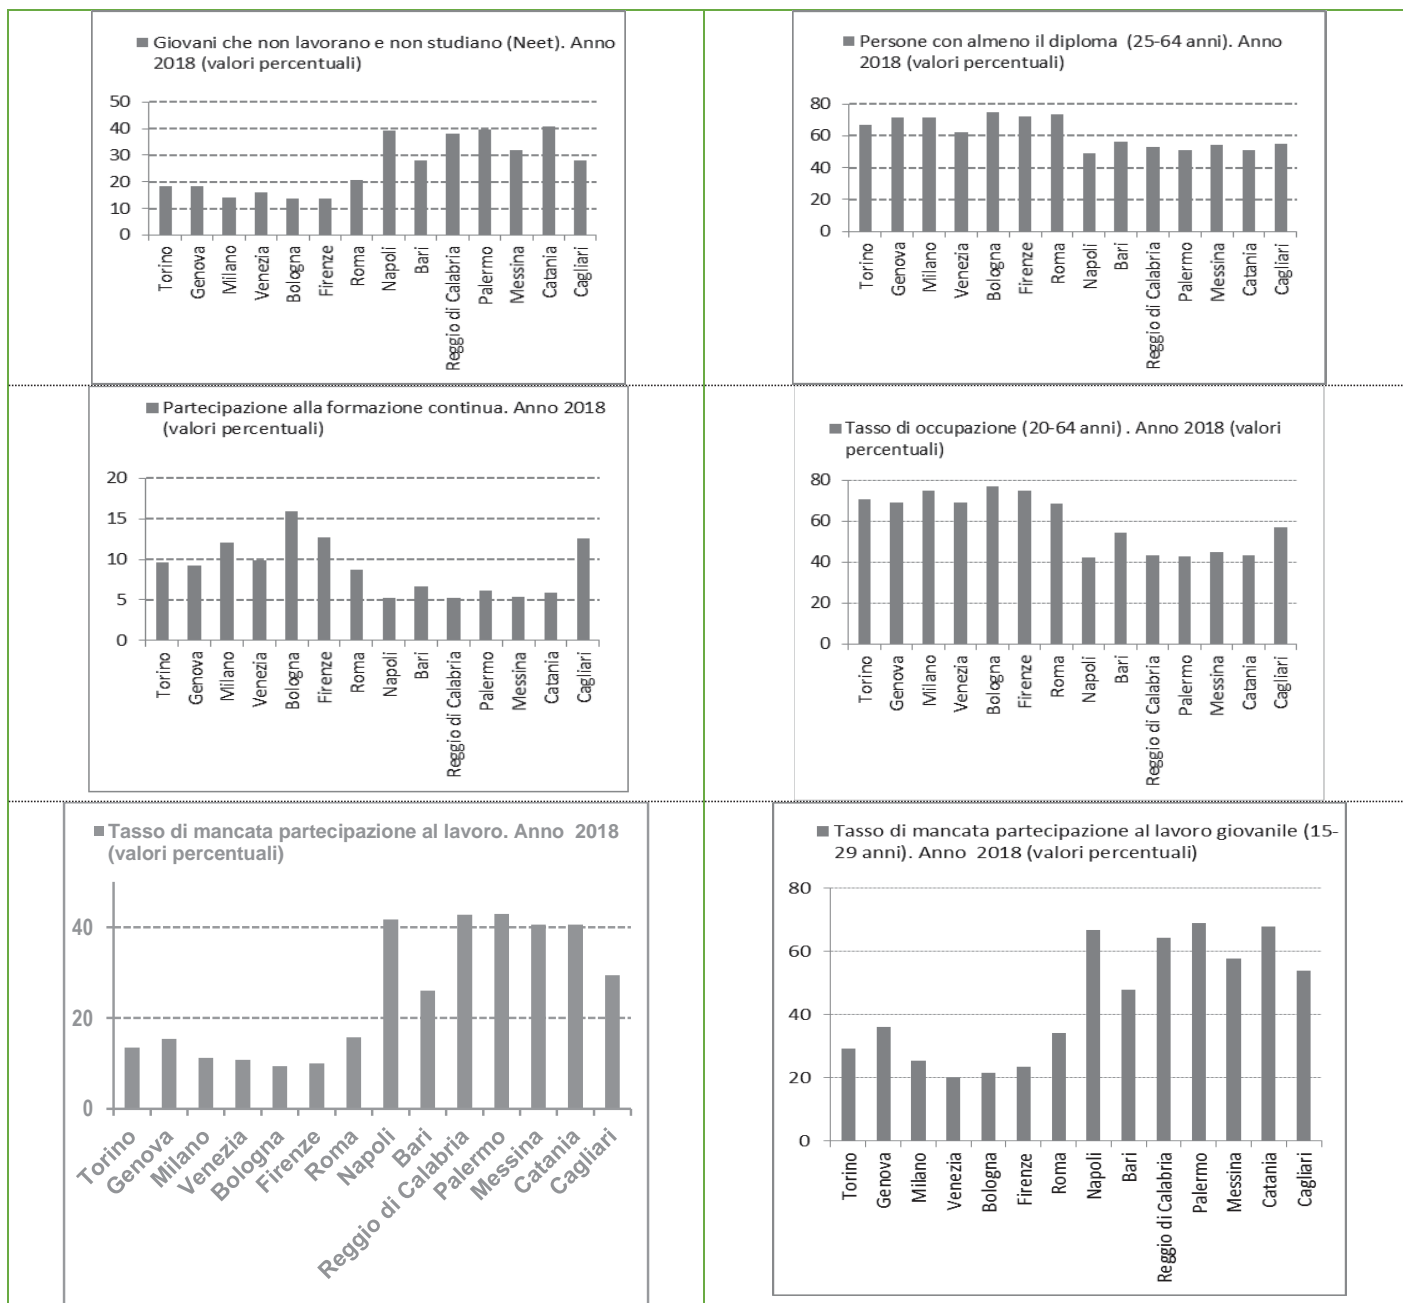 Giovani che non lavorano e non studiano (Neet). Anno
2018 (valori percentuali)
50
40
30
20
10
0
Torino
Genova
Milano
Venezia
Bologna
Firenze
Roma
Napoli
Bari
Reggio di Calabria
Palermo
Messina
Catania
Cagliari
Persone con almeno il diploma (25-64 anni). Anno
2018 (valori percentuali)
80
60
40
20
0
Torino
Genova
Milano
Venezia
Bologna
Firenze
Roma
Napoli
Bari
Reggio di Calabria
Palermo
Messina
Catania
Cagliari
Partecipazione alla formazione continua. Anno 2018
(valori percentuali)
20
15
10
5
0
Torino
Genova
Milano
Venezia
Bologna
Firenze
Roma
Napoli
Bari
Reggio di Calabria
Palermo
Messina
Catania
Cagliari
Tasso di occupazione (20-64 anni) . Anno 2018 (valori
percentuali)
80
60
40
20
0
Torino
Genova
Milano
Venezia
Bologna
Firenze
Roma
Napoli
Bari
Reggio di Calabria
Palermo
Messina
Catania
Cagliari
Tasso di mancata partecipazione al lavoro. Anno 2018
(valori percentuali)
40
20
0
Torino
Genova
Milano
Venezia
Bologna
Firenze
Roma
Napoli
Bari
Reggio di Calabria
Palermo
Messina
Catania
Cagliari
Tasso di mancata partecipazione al lavoro giovanile (15-
29 anni). Anno 2018 (valori percentuali)
80
60
40
20
0
Torino
Genova
Milano
Venezia
Bologna
Firenze
Roma
Napoli
Bari
Reggio di Calabria
Palermo
Messina
Catania
Cagliari